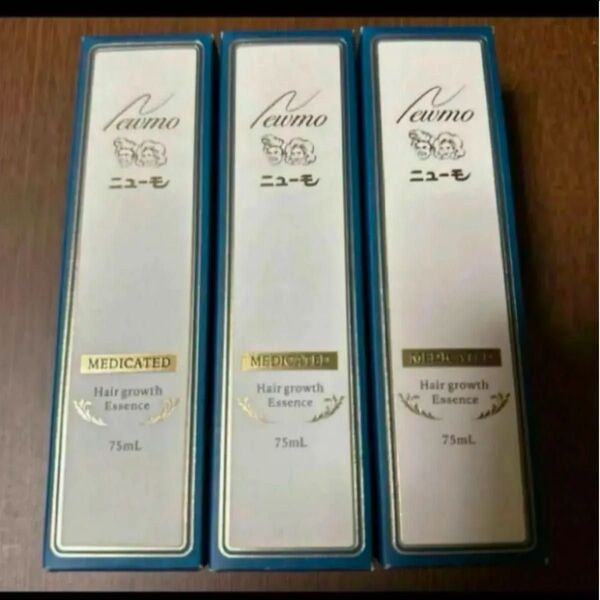 Newmo
ニューモ
MEDICATED
Hair growth
Essence
75mL
Newmo
ニューモ
MEDICATED
Hair growth
Essence
75mL
Newmo
ニューモ
MEDICATED
Hair growth
Essence
75mL